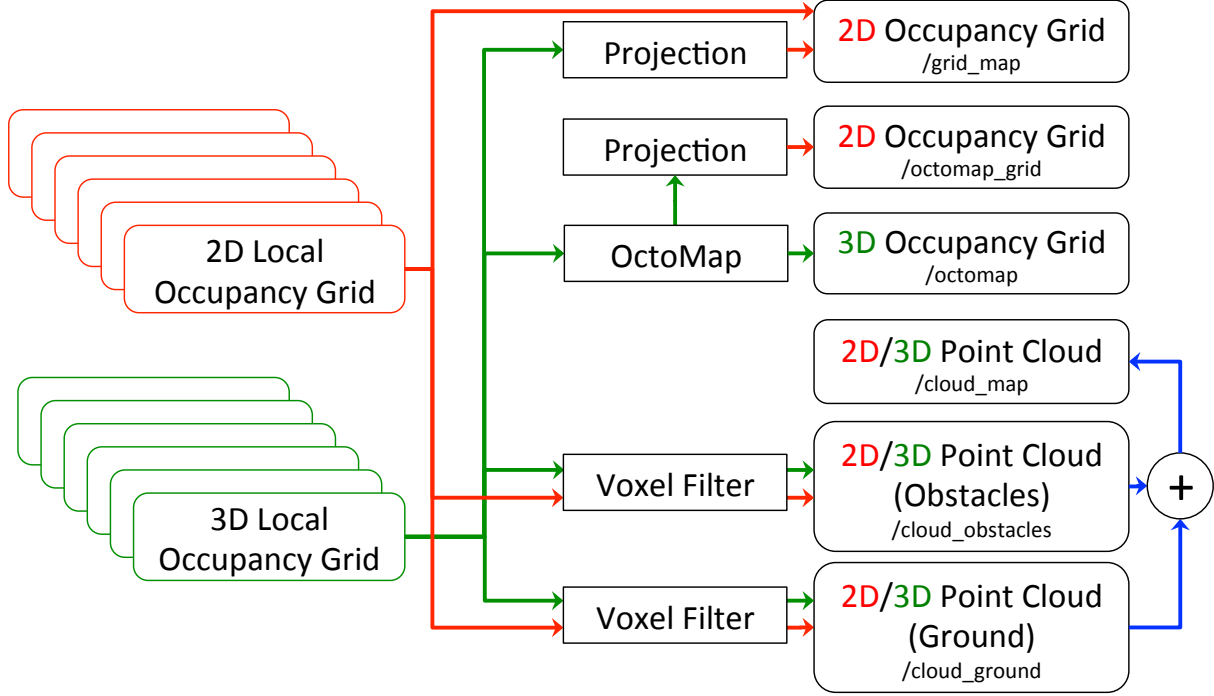 Projection
2D Occupancy Grid
/grid_map
Projection
2D Occupancy Grid
/octomap_grid
2D Local
Occupancy Grid
OctoMap
3D Occupancy Grid
/octomap
2D/3D Point Cloud
/cloud_map
3D Local
Occupancy Grid
Voxel Filter
2D/3D Point Cloud
(Obstacles)
/cloud_obstacles
+
Voxel Filter
2D/3D Point Cloud
(Ground)
/cloud_ground